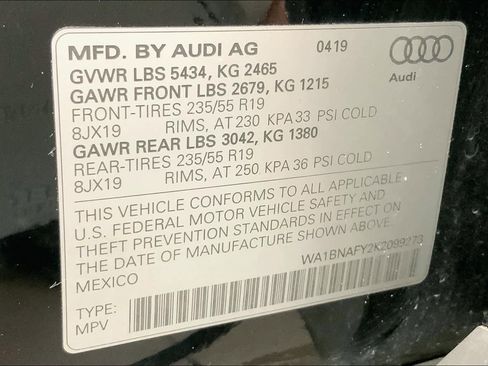 MFD. BY AUDI AG 04/19
GVWR LBS 5434, KG 2465
GAWR FRONT LBS 2679, KG 1215
FRONT-TIRES 235/55 R19
8JX19 RIMS, AT 230 KPA 33 PSI COLD
GAWR REAR LBS 3042, KG 1380
REAR-TIRES 235/55 R19
8JX19 RIMS, AT 250 KPA 36 PSI COLD
Audi
THIS VEHICLE CONFORMS TO ALL APPLICABLE
U.S. FEDERAL MOTOR VEHICLE SAFETY AND
THEFT PREVENTION STANDARDS IN EFFECT ON
THE DATE OF MANUFACTURE SHOWN ABOVE.
MEXICO
WA1BNAFY2K2099273
TYPE:
MPV